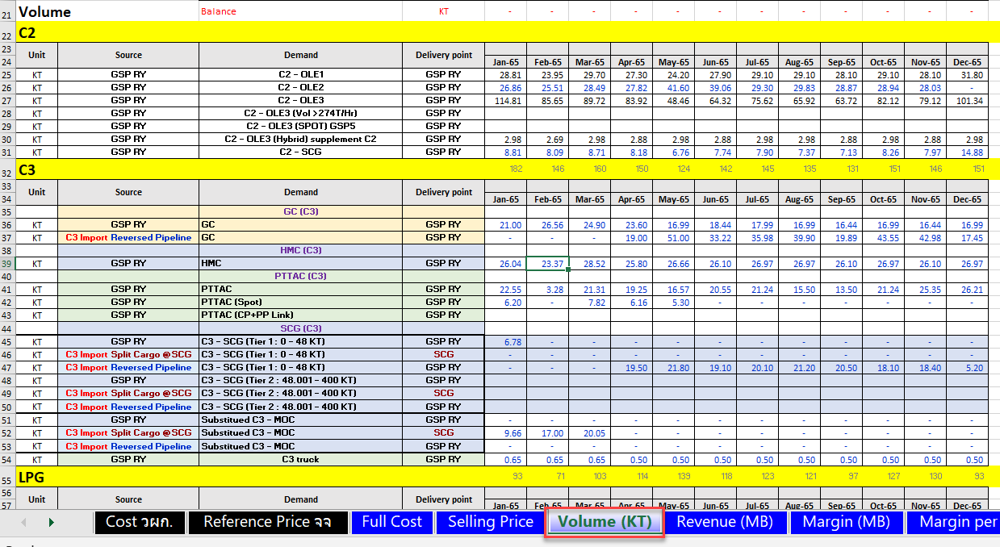 21 Volume Balance KT - - - - - - - - - - - -
22 C2
23
24 Unit Source Demand Delivery point Jan-65 Feb-65 Mar-65 Apr-65 May-65 Jun-65 Jul-65 Aug-65 Sep-65 Oct-65 Nov-65 Dec-65
25 KT GSP RY C2 - OLE1 GSP RY 28.81 23.95 29.70 27.30 24.20 27.90 29.10 29.10 28.10 29.10 28.10 31.80
26 KT GSP RY C2 - OLE2 GSP RY 26.86 25.51 28.49 27.82 41.60 39.06 29.30 29.83 28.87 28.94 28.03 -
27 KT GSP RY C2 - OLE3 GSP RY 114.81 85.65 89.72 83.92 48.46 64.32 75.62 65.92 63.72 82.12 79.12 101.34
28 KT GSP RY C2 - OLE3 (Vol >274T/Hr) GSP RY
29 KT GSP RY C2 - OLE3 (SPOT) GSP5 GSP RY
30 KT GSP RY C2 - OLE3 (Hybrid) supplement C2 GSP RY 2.98 2.69 2.98 2.88 2.98 2.88 2.98 2.98 2.88 2.98 2.88 2.98
31 KT GSP RY C2 - SCG GSP RY 8.81 8.09 8.71 8.18 6.76 7.74 7.90 7.37 7.13 8.26 7.97 14.88
32 C3 182 146 160 150 124 142 145 135 131 151 146 151
33
34 Unit Source Demand Delivery point Jan-65 Feb-65 Mar-65 Apr-65 May-65 Jun-65 Jul-65 Aug-65 Sep-65 Oct-65 Nov-65 Dec-65
35 GC (C3)
36 KT GSP RY GC GSP RY 21.00 26.56 24.90 23.60 16.99 18.44 17.99 16.99 16.44 16.99 16.44 16.99
37 KT C3 Import Reversed Pipeline GC GSP RY - - - 19.00 51.00 33.22 35.98 39.90 19.89 43.55 42.98 17.45
38 HMC (C3)
39 KT GSP RY HMC GSP RY 26.04 23.37 28.52 25.80 26.66 26.10 26.97 26.97 26.10 26.97 26.10 26.97
40 PTTAC (C3)
41 KT GSP RY PTTAC GSP RY 22.55 3.28 21.31 19.25 16.57 20.55 21.24 15.50 13.50 21.24 25.35 26.21
42 KT GSP RY PTTAC (Spot) GSP RY 6.20 - 7.82 6.16 5.30 - - - - - - -
43 KT GSP RY PTTAC (CP+PP Link) GSP RY
44 SCG (C3)
45 KT GSP RY C3 - SCG (Tier 1 : 0 - 48 KT) GSP RY 6.78 - - - - - - - - - - -
46 KT C3 Import Split Cargo @SCG C3 - SCG (Tier 1 : 0 - 48 KT) SCG - - - - - - - - - - - -
47 KT C3 Import Reversed Pipeline C3 - SCG (Tier 1 : 0 - 48 KT) GSP RY - - - 19.50 21.80 19.10 20.10 21.20 20.50 18.10 18.40 5.20
48 KT GSP RY C3 - SCG (Tier 2 : 48.001 - 400 KT) GSP RY
49 KT C3 Import Split Cargo @SCG C3 - SCG (Tier 2 : 48.001 - 400 KT) SCG
50 KT C3 Import Reversed Pipeline C3 - SCG (Tier 2 : 48.001 - 400 KT) GSP RY
51 KT GSP RY Substitued C3 - MOC GSP RY - - - - - - - - - - - -
52 KT C3 Import Split Cargo @SCG Substitued C3 - MOC SCG 9.66 17.00 20.05 - - - - - - - - -
53 KT C3 Import Reversed Pipeline Substitued C3 - MOC GSP RY - - - - - - - - - - - -
54 KT GSP RY C3 truck GSP RY 0.65 0.65 0.65 0.50 0.50 0.50 0.50 0.50 0.50 0.50 0.50 0.50
55 LPG 93 71 103 114 139 118 123 121 97 127 130 93
56
57 Unit Source Demand Delivery point Jan-65 Feb-65 Mar-65 Apr-65 May-65 Jun-65 Jul-65 Aug-65 Sep-65 Oct-65 Nov-65 Dec-65
Cost วผก. Reference Price จจ Full Cost Selling Price Volume (KT) Revenue (MB) Margin (MB) Margin per